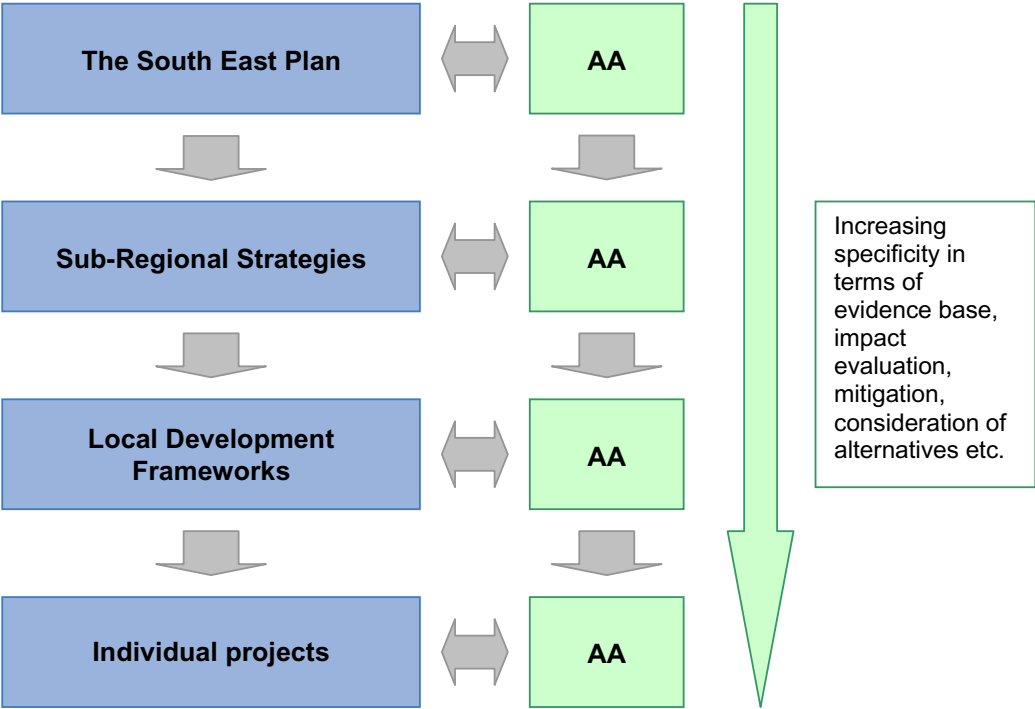 The South East Plan
AA
Sub-Regional Strategies
AA
Increasing
specificity in
terms of
evidence base,
impact
evaluation,
mitigation,
consideration of
alternatives etc.
Local Development
Frameworks
AA
Individual projects
AA